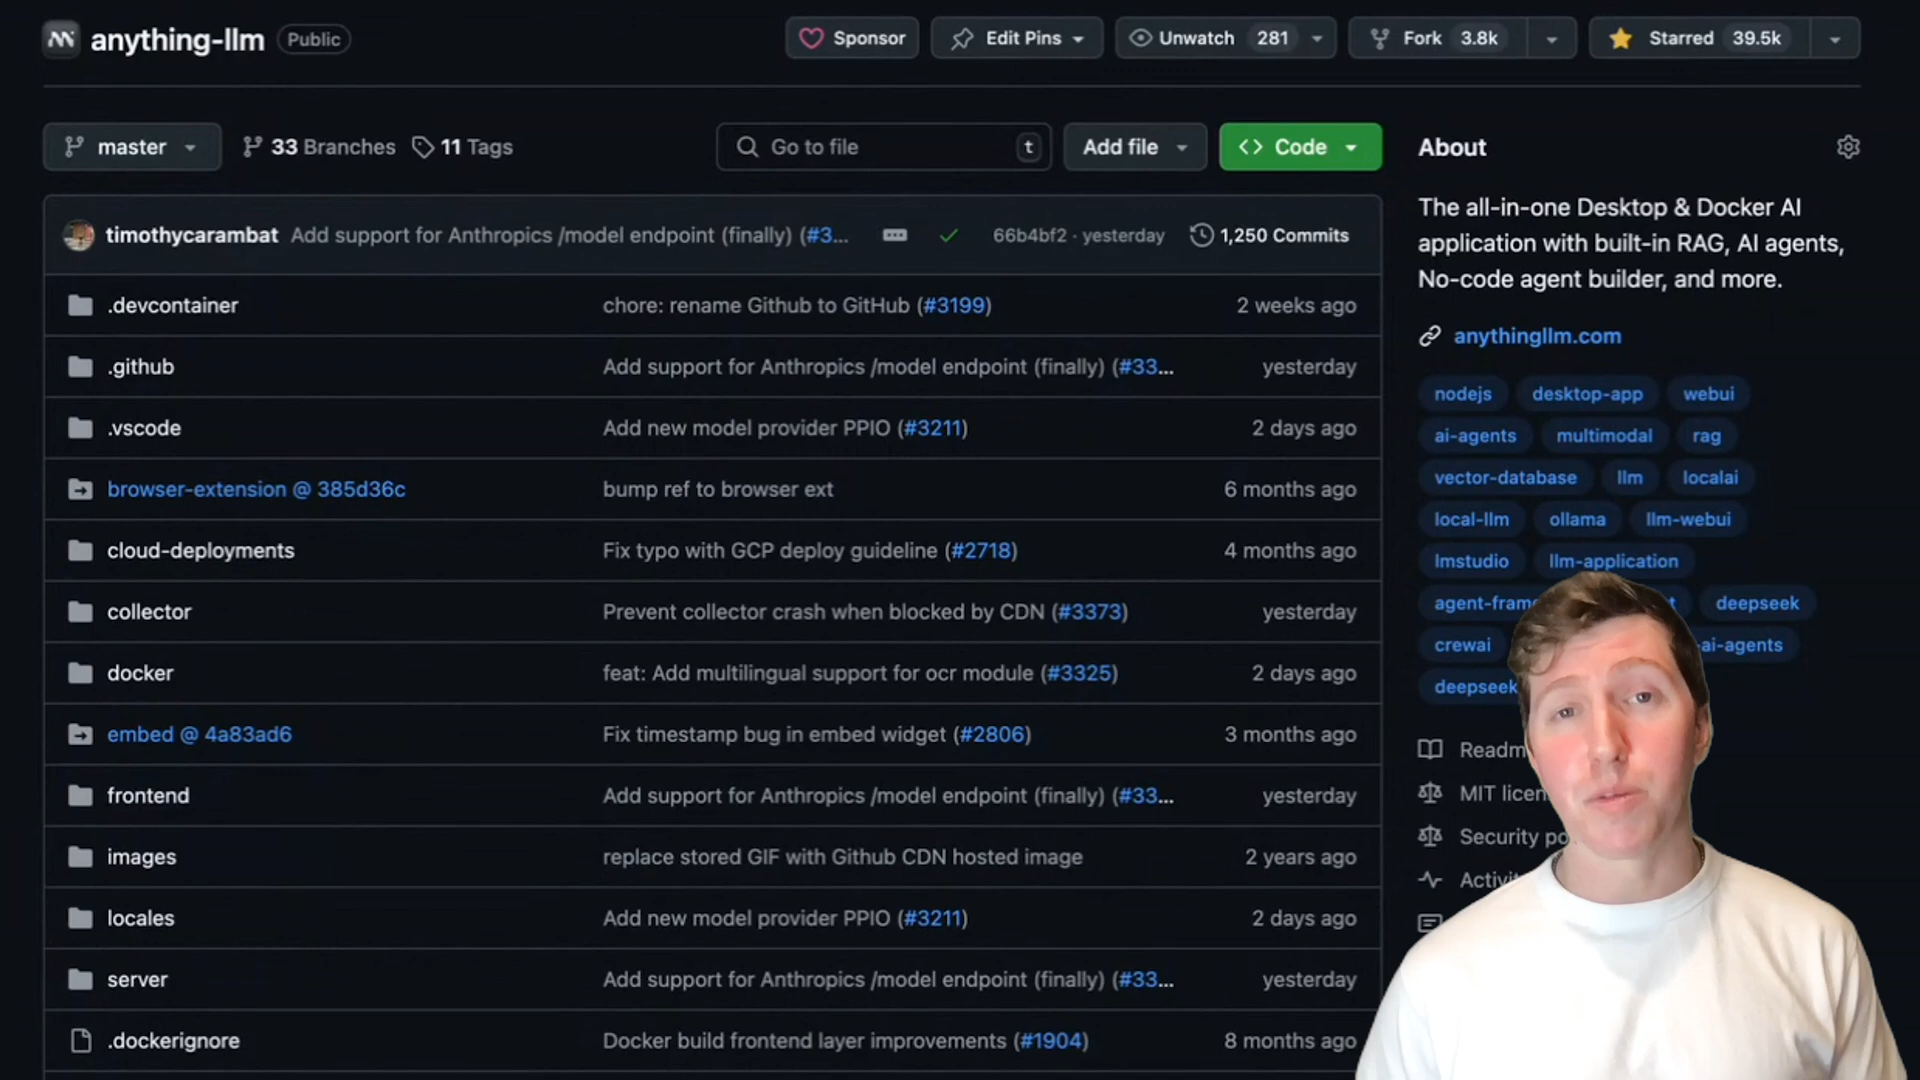 anything-llm Public Sponsor Edit Pins Unwatch 281 Fork 3.8k Starred 39.5k
master 33 Branches 11 Tags Go to file t Add file Code
timothycarambat Add support for Anthropics /model endpoint (finally) (#3... 66b4bf2 · yesterday 1,250 Commits
.devcontainer chore: rename Github to GitHub (#3199) 2 weeks ago
.github Add support for Anthropics /model endpoint (finally) (#33... yesterday
.vscode Add new model provider PPIO (#3211) 2 days ago
browser-extension @ 385d36c bump ref to browser ext 6 months ago
cloud-deployments Fix typo with GCP deploy guideline (#2718) 4 months ago
collector Prevent collector crash when blocked by CDN (#3373) yesterday
docker feat: Add multilingual support for ocr module (#3325) 2 days ago
embed @ 4a83ad6 Fix timestamp bug in embed widget (#2806) 3 months ago
frontend Add support for Anthropics /model endpoint (finally) (#33... yesterday
images replace stored GIF with Github CDN hosted image 2 years ago
locales Add new model provider PPIO (#3211) 2 days ago
server Add support for Anthropics /model endpoint (finally) (#33... yesterday
.dockerignore Docker build frontend layer improvements (#1904) 8 months ago
About
The all-in-one Desktop & Docker AI
application with built-in RAG, AI agents,
No-code agent builder, and more.
anythingllm.com
nodejs desktop-app webui
ai-agents multimodal rag
vector-database llm localai
local-llm ollama llm-webui
lmstudio llm-application
deepseek
crewai -ai-agents
deepseek
MIT
Security